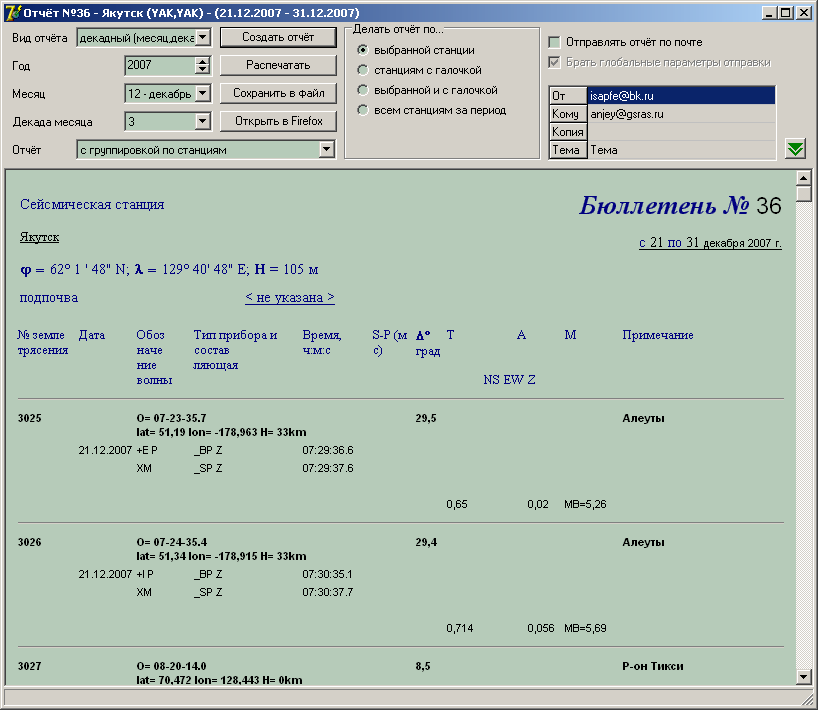 Отчёт №36 - Якутск (YAK,YAK) - (21.12.2007 - 31.12.2007)
Вид отчёта декадный (месяц,дека Создать отчёт
Год 2007 Распечатать
Месяц 12 - декабрь Сохранить в файл
Декада месяца 3 Открыть в Firefox
Отчёт с группировкой по станциям
Делать отчёт по...
выбранной станции
станциям с галочкой
выбранной и с галочкой
всем станциям за период
Отправлять отчёт по почте
Брать глобальные параметры отправки
От isapfe@bk.ru
Кому anjey@gsras.ru
Копия
Тема Тема
Сейсмическая станция Бюллетень № 36
Якутск с 21 по 31 декабря 2007 г.
φ = 62° 1 ' 48" N; λ = 129° 40' 48" E; H = 105 м
подпочва < не указана >
№ земле Дата Обоз Тип прибора и Время, S-P (м Δ° T A M Примечание
трясения наче состав ч:м:с с) град
ние ляющая
волны NS EW Z
3025 O= 07-23-35.7 29,5 Алеуты
lat= 51,19 lon= -178,963 H= 33km
21.12.2007 +E P _BP Z 07:29:36.6
XM _SP Z 07:29:37.6
0,65 0,02 MB=5,26
3026 O= 07-24-35.4 29,4 Алеуты
lat= 51,34 lon= -178,915 H= 33km
21.12.2007 +I P _BP Z 07:30:35.1
XM _SP Z 07:30:37.7
0,714 0,056 MB=5,69
3027 O= 08-20-14.0 8,5 Р-он Тикси
lat= 70,472 lon= 128,443 H= 0km